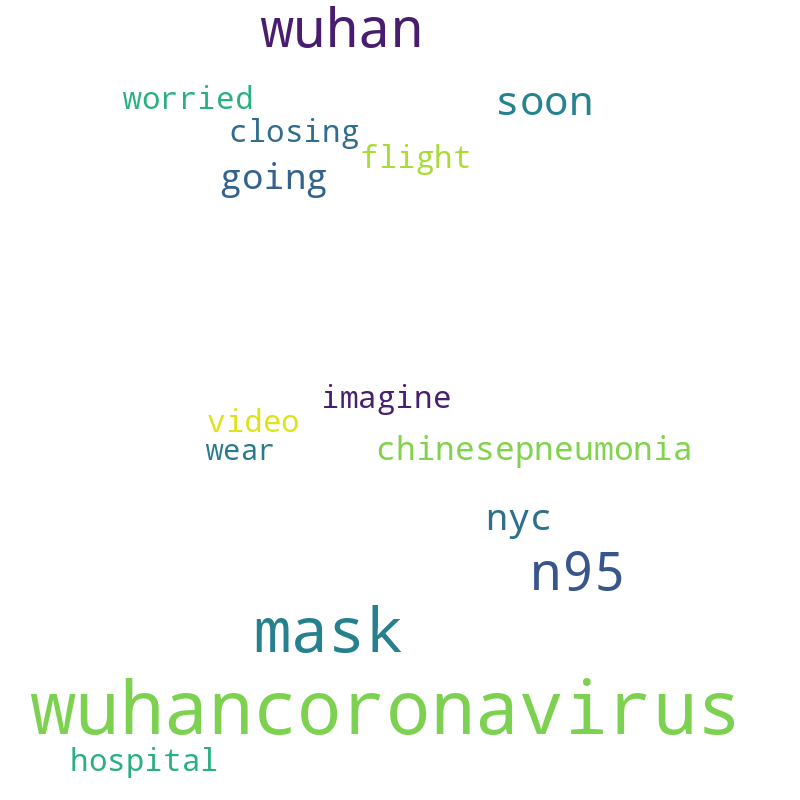 wuhan
worried
soon
closing
flight
going
imagine
video
wear
chinesepneumonia
nyc
n95
mask
wuhancoronavirus
hospital